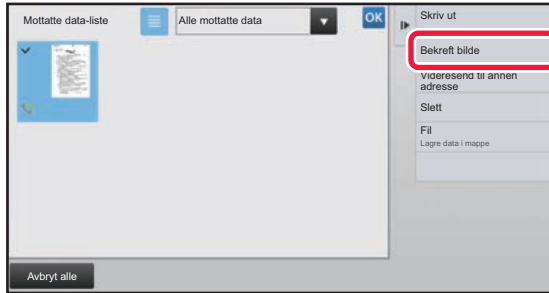 Mottatte data-liste
Alle mottatte data
OK
Skriv ut
Bekreft bilde
Videresend til annen
adresse
Slett
Fil
Lagre data i mappe
Avbryt alle